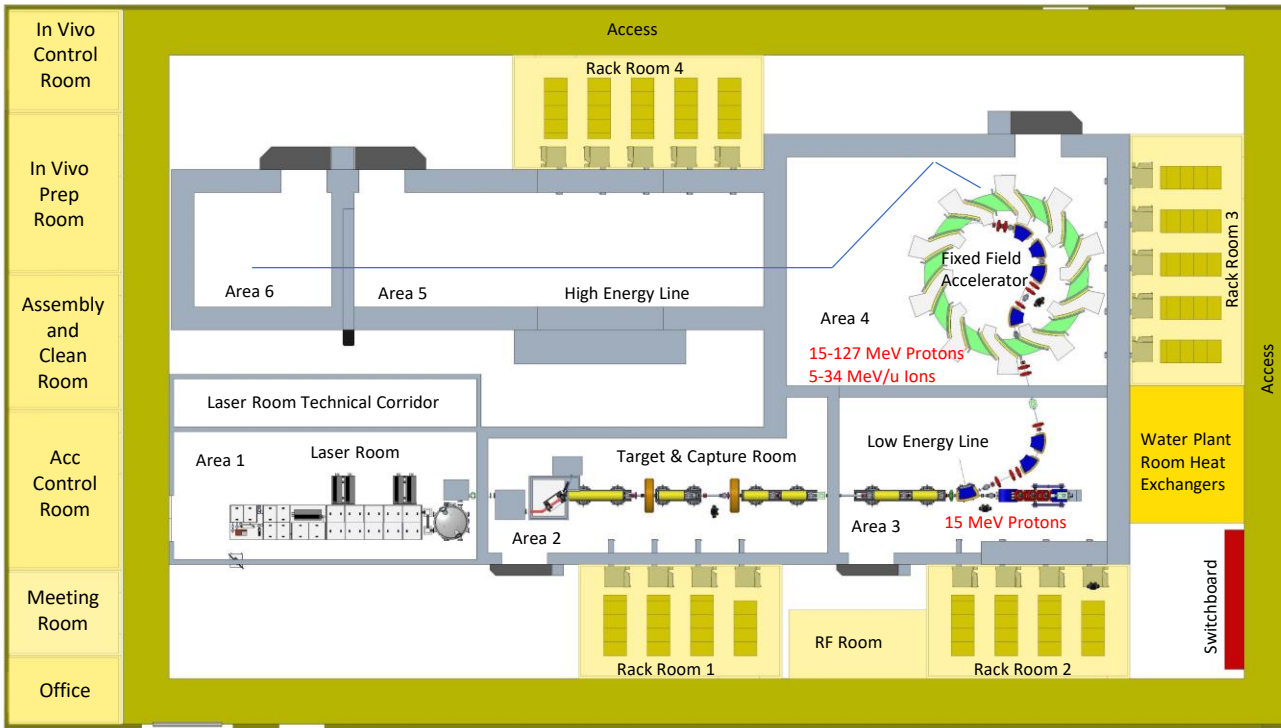 In Vivo
Control
Room
In Vivo
Prep
Room
Assembly
and
Clean
Room
Acc
Control
Room
Meeting
Room
Office
Access
Rack Room 4
Rack Room 3
Fixed Field
Accelerator
Area 6
Area 5
High Energy Line
Area 4
15-127 MeV Protons
5-34 MeV/u Ions
Access
Laser Room Technical Corridor
Area 1
Laser Room
Target & Capture Room
Area 2
Low Energy Line
Area 3
15 MeV Protons
Water Plant
Room Heat
Exchangers
Switchboard
Rack Room 1
RF Room
Rack Room 2